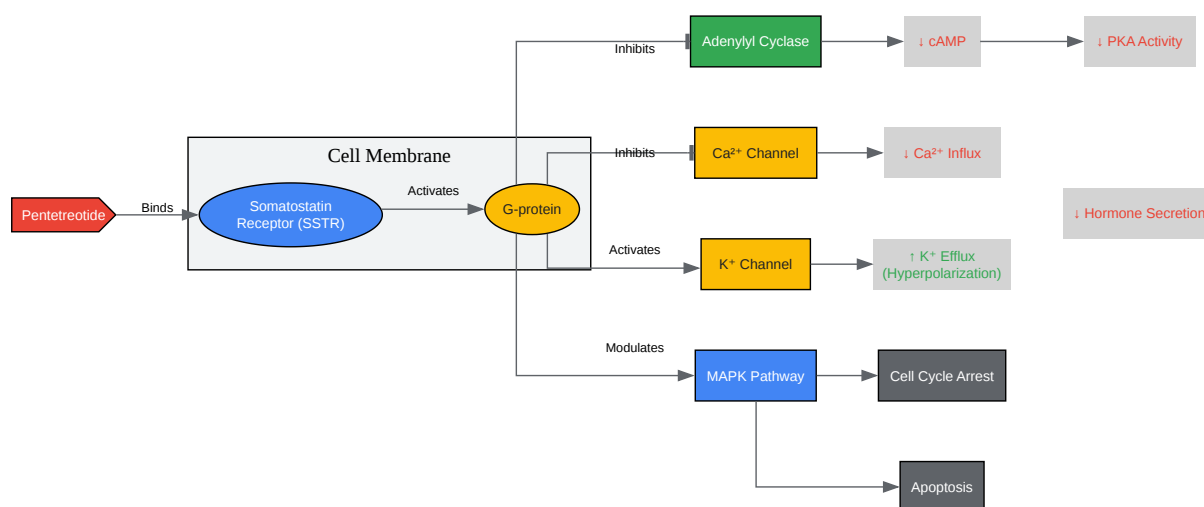 Adenylyl Cyclase
↓ cAMP
↓ PKA Activity
Inhibits
Cell Membrane
Inhibits
Ca²⁺ Channel
↓ Ca²⁺ Influx
Pentetreotide
Binds
Somatostatin
Receptor (SSTR)
Activates
G-protein
↓ Hormone Secretion
Activates
K⁺ Channel
↑ K⁺ Efflux
(Hyperpolarization)
Modulates
MAPK Pathway
Cell Cycle Arrest
Apoptosis